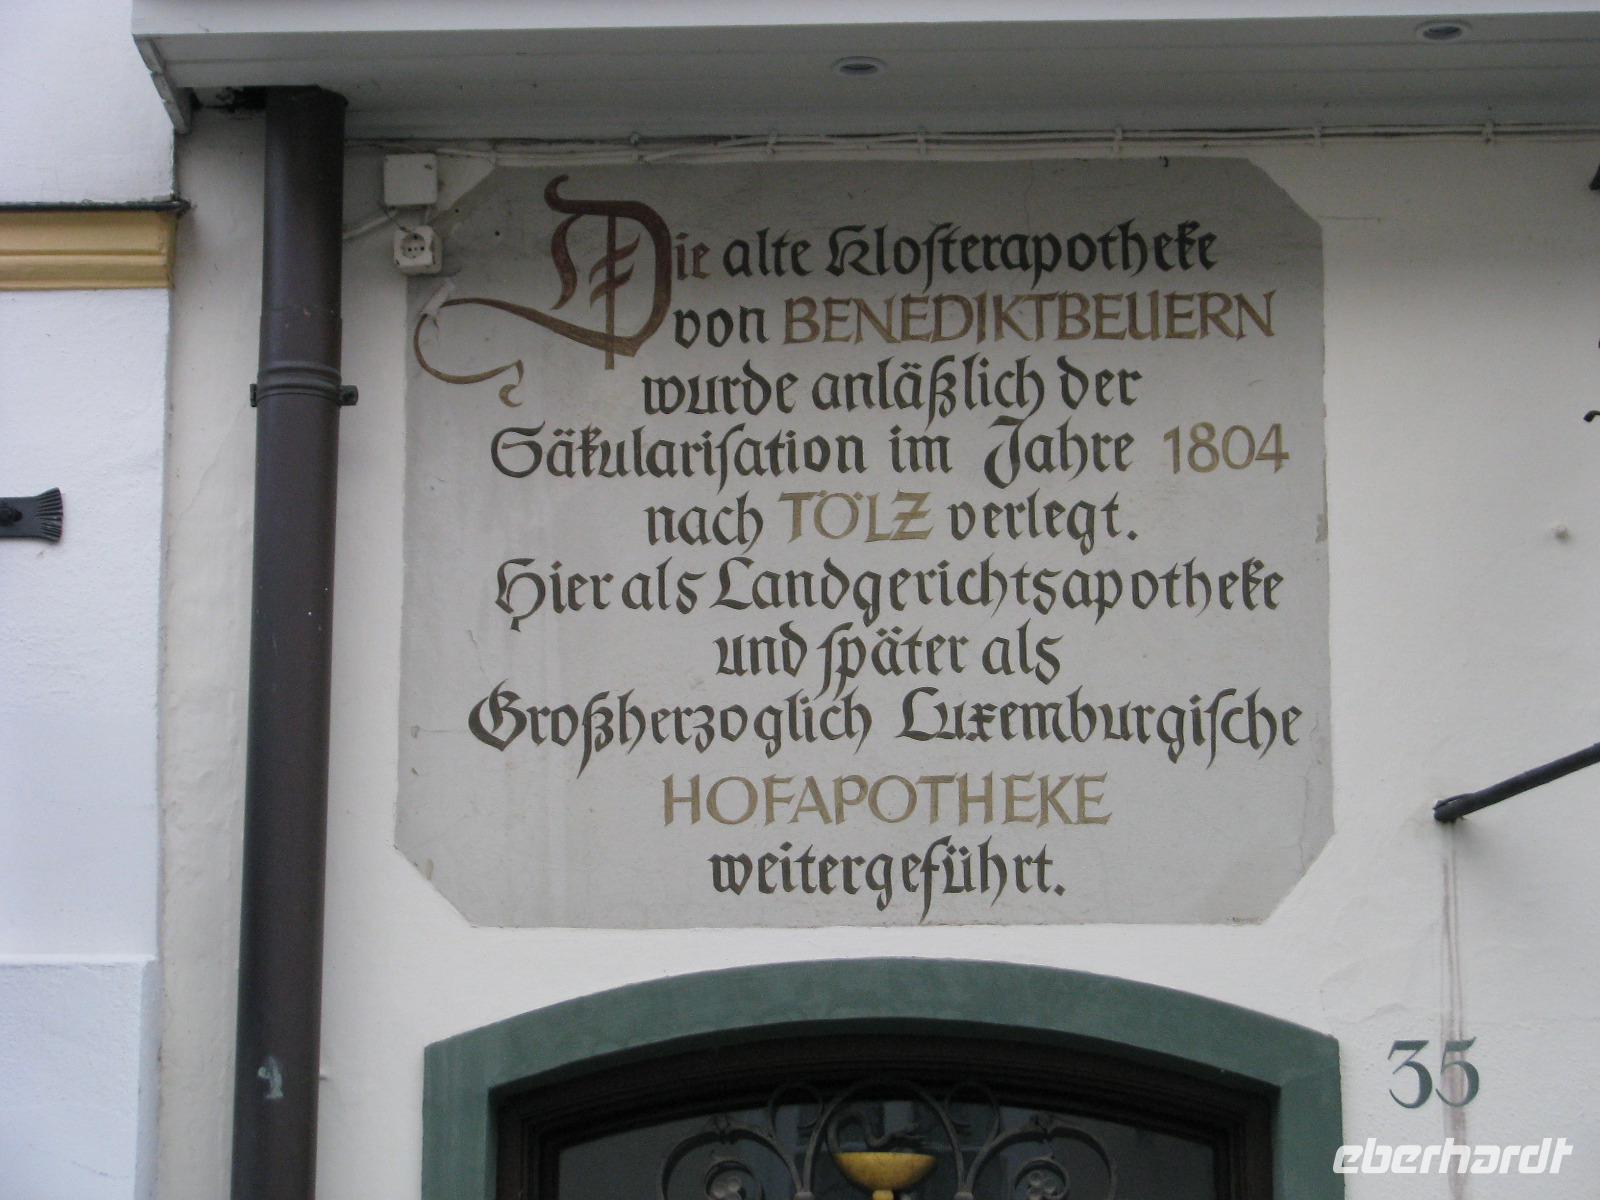 Die alte Klosterapotheke
von BENEDIKTBEUERN
wurde anläßlich der
Säkularisation im Jahre 1804
nach TÖLZ verlegt.
Hier als Landgerichtsapotheke
und später als
Großherzoglich Luxemburgische
HOFAPOTHEKE
weitergeführt.
35
eberhardt